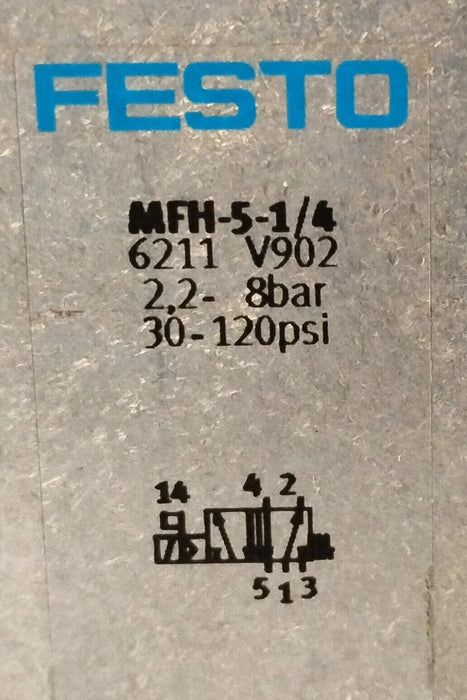 FESTO
MFH-5-1/4
6211 V902
2,2- 8bar
30-120psi
14 4 2
5 1 3